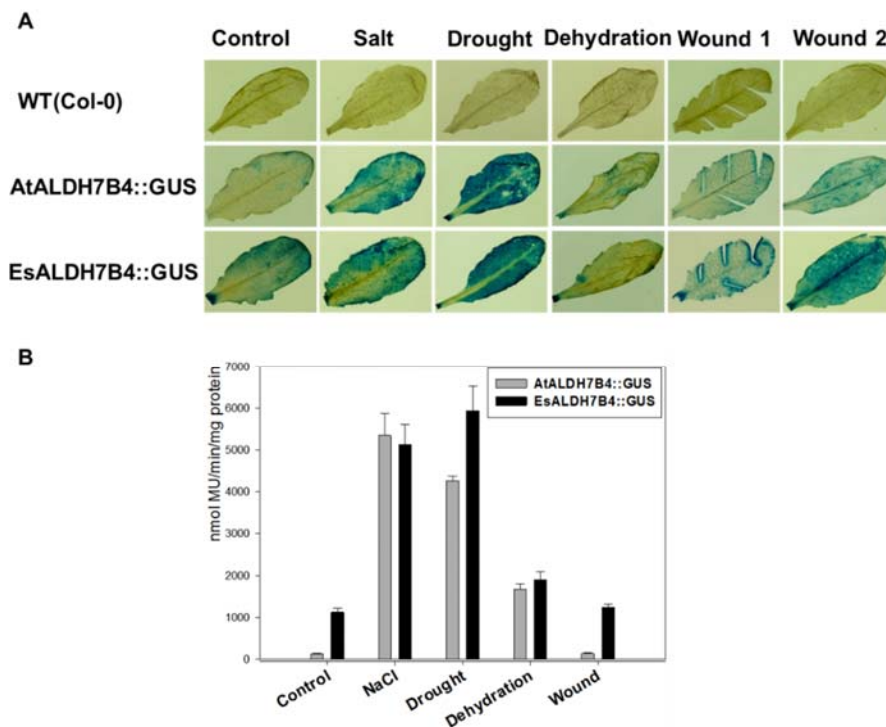 A
Control Salt Drought Dehydration Wound 1 Wound 2
WT(Col-0)
AtALDH7B4::GUS
EsALDH7B4::GUS
B
nmol MU/min/mg protein
7000
6000
5000
4000
3000
2000
1000
0
AtALDH7B4::GUS
EsALDH7B4::GUS
Control NaCl Drought Dehydration Wound